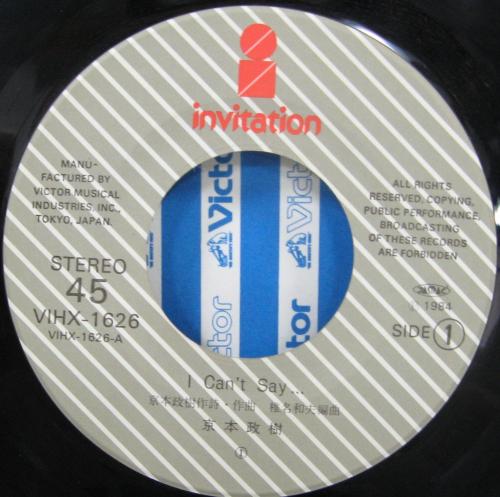 invitation
MANU-
FACTURED BY
VICTOR MUSICAL
INDUSTRIES, INC.,
TOKYO, JAPAN.
ALL RIGHTS
RESERVED. COPYING,
PUBLIC PERFORMANCE,
BROADCASTING
OF THESE RECORDS
ARE FORBIDDEN
Victor
Victor
ctor
STEREO
45
VIHX-1626
VIHX-1626-A
Ⓟ 1984
SIDE 1
I Can't Say...
京本政樹作詩・作曲 椎名和夫編曲
京本政樹
①